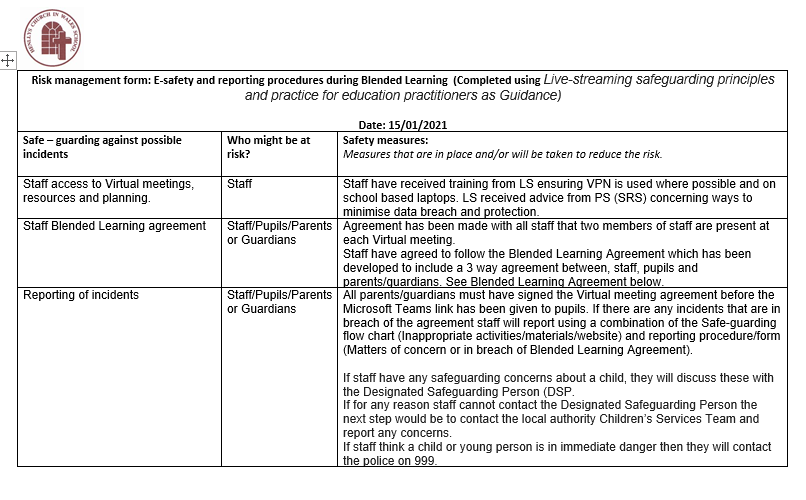 HENLLYS CHURCH IN WALES SCHOOL
Risk management form: E-safety and reporting procedures during Blended Learning (Completed using Live-streaming safeguarding principles
and practice for education practitioners as Guidance)
Date: 15/01/2021
Safe – guarding against possible
incidents
Who might be at
risk?
Safety measures:
Measures that are in place and/or will be taken to reduce the risk.
Staff access to Virtual meetings,
resources and planning.
Staff
Staff have received training from LS ensuring VPN is used where possible and on
school based laptops. LS received advice from PS (SRS) concerning ways to
minimise data breach and protection.
Staff Blended Learning agreement
Staff/Pupils/Parents
or Guardians
Agreement has been made with all staff that two members of staff are present at
each Virtual meeting.
Staff have agreed to follow the Blended Learning Agreement which has been
developed to include a 3 way agreement between, staff, pupils and
parents/guardians. See Blended Learning Agreement below.
Reporting of incidents
Staff/Pupils/Parents
or Guardians
All parents/guardians must have signed the Virtual meeting agreement before the
Microsoft Teams link has been given to pupils. If there are any incidents that are in
breach of the agreement staff will report using a combination of the Safe-guarding
flow chart (Inappropriate activities/materials/website) and reporting procedure/form
(Matters of concern or in breach of Blended Learning Agreement).
If staff have any safeguarding concerns about a child, they will discuss these with
the Designated Safeguarding Person (DSP.
If for any reason staff cannot contact the Designated Safeguarding Person the
next step would be to contact the local authority Children's Services Team and
report any concerns.
If staff think a child or young person is in immediate danger then they will contact
the police on 999.